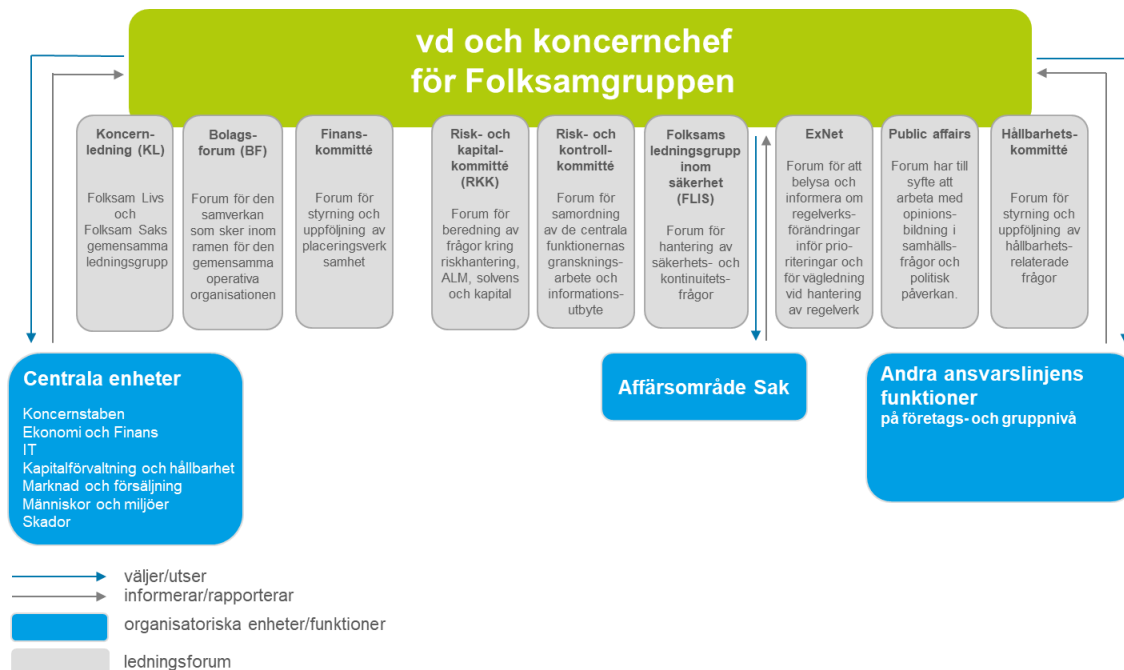 vd och koncernchef
för Folksamgruppen
Koncern-
ledning (KL)
Folksam Livs
och
Folksam Saks
gemensamma
ledningsgrupp
Bolags-
forum (BF)
Forum för den
samverkan
som sker inom
ramen för den
gemensamma
operativa
organisationen
Finans-
kommitté
Forum för
styrning och
uppföljning av
placeringsverk
samhet
Risk- och
kapital-
kommitté
(RKK)
Forum för
beredning av
frågor kring
riskhantering,
ALM, solvens
och kapital
Risk- och
kontroll-
kommitté
Forum för
samordning
av de centrala
funktionernas
gransknings-
arbete och
informations-
utbyte
Folksams
ledningsgrupp
inom
säkerhet
(FLIS)
Forum för
hantering av
säkerhets- och
kontinuitets-
frågor
ExNet
Forum för att
belysa och
informera om
regelverks-
förändringar
inför prio-
riteringar och
för vägledning
vid hantering
av regelverk
Public affairs
Forum har till
syfte att
arbeta med
opinions-
bildning i
samhälls-
frågor och
politisk
påverkan.
Hållbarhets-
kommitté
Forum för
styrning och
uppföljning av
hållbarhets-
relaterade
frågor
Centrala enheter
Koncernstaben
Ekonomi och Finans
IT
Kapitalförvaltning och hållbarhet
Marknad och försäljning
Människor och miljöer
Skador
Affärsområde Sak
Andra ansvarslinjens
funktioner
på företags- och gruppnivå
väljer/utser
informerar/rapporterar
organisatoriska enheter/funktioner
ledningsforum